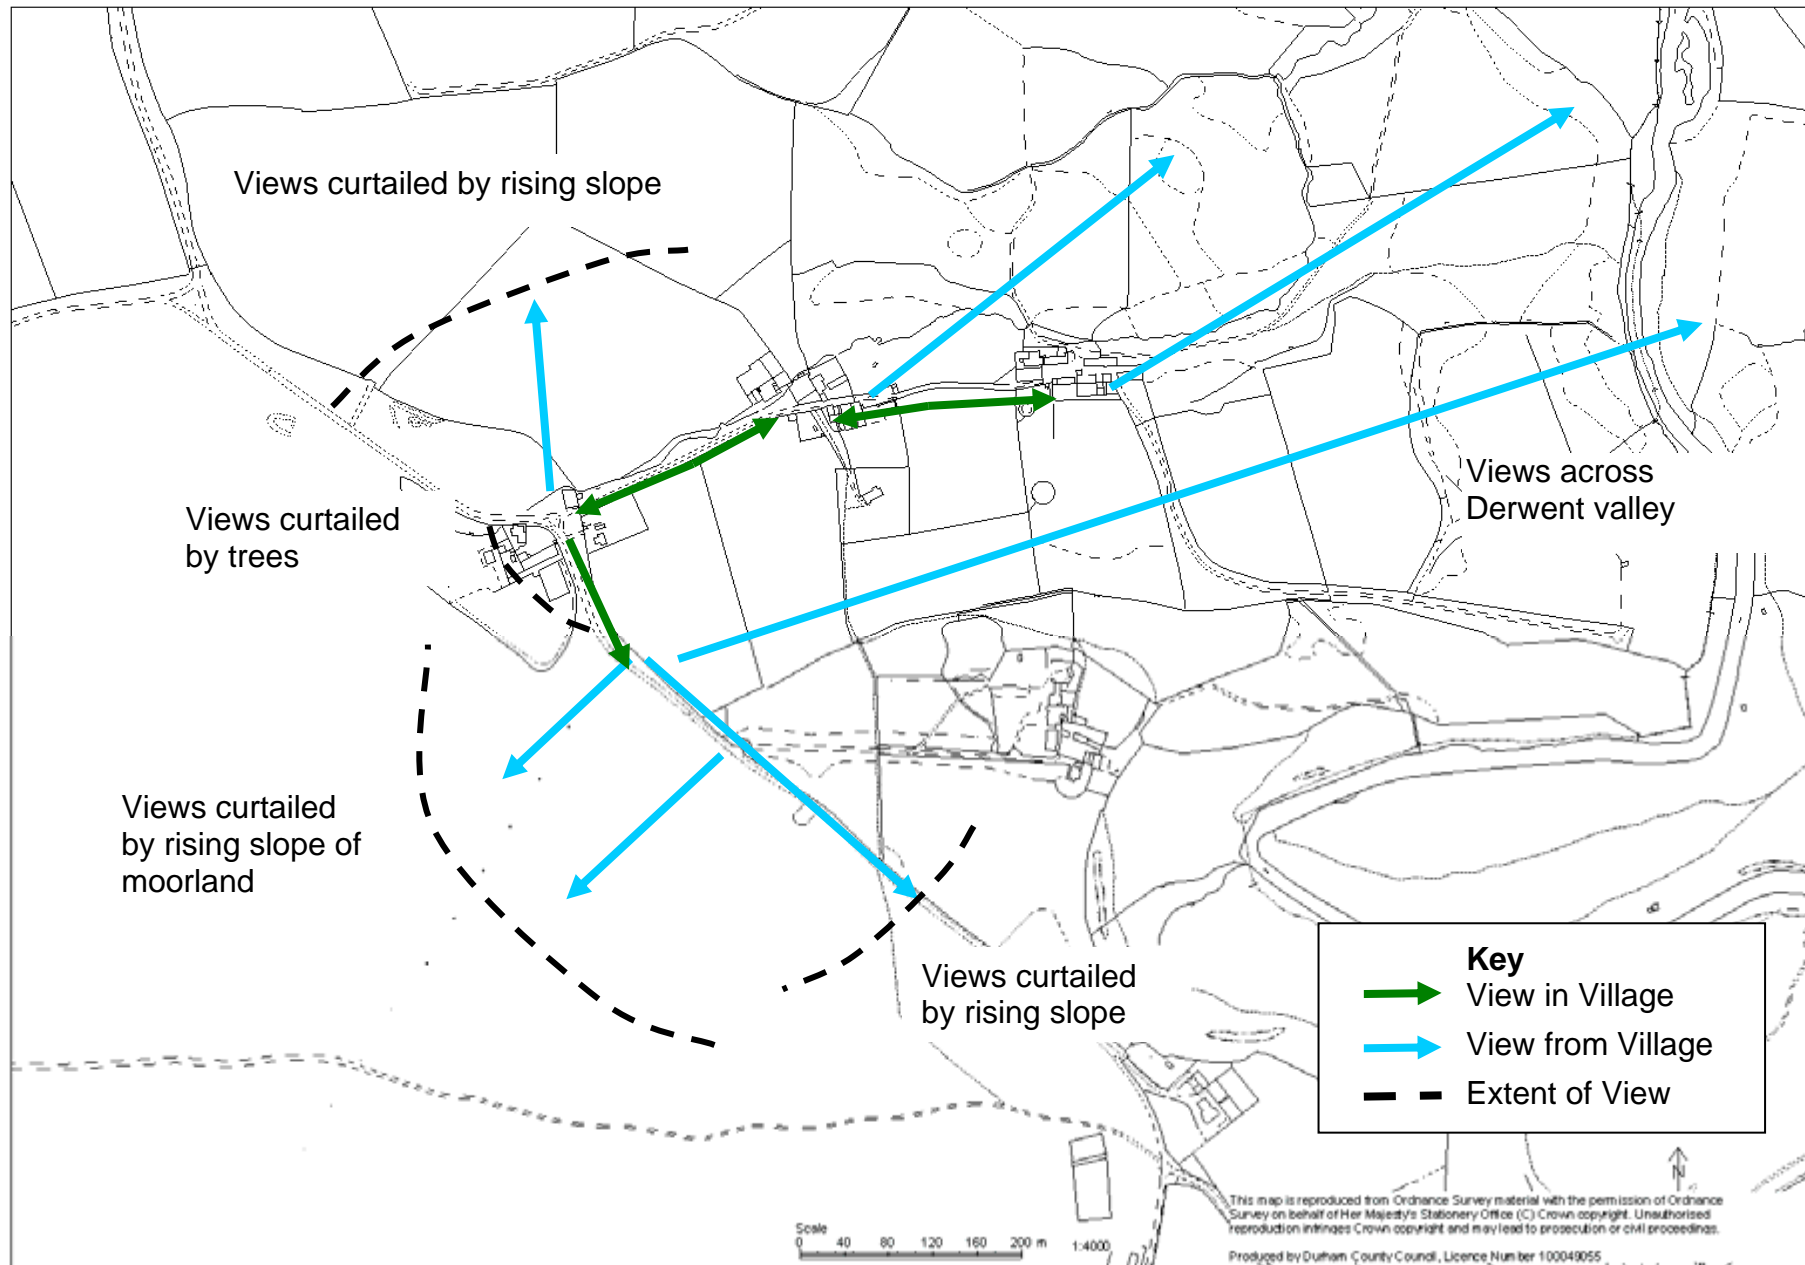 Views curtailed by rising slope
Views curtailed
by trees
Views across
Derwent valley
Views curtailed
by rising slope of
moorland
Views curtailed
by rising slope
Key
View in Village
View from Village
Extent of View
N
Scale
0 40 80 120 160 200 m
1:4000
This map is reproduced from Ordnance Survey material with the permission of Ordnance
Survey on behalf of Her Majesty's Stationery Office (C) Crown copyright. Unauthorised
reproduction infringes Crown copyright and may lead to prosecution or civil proceedings.
Produced by Durham County Council, Licence Number 100049055